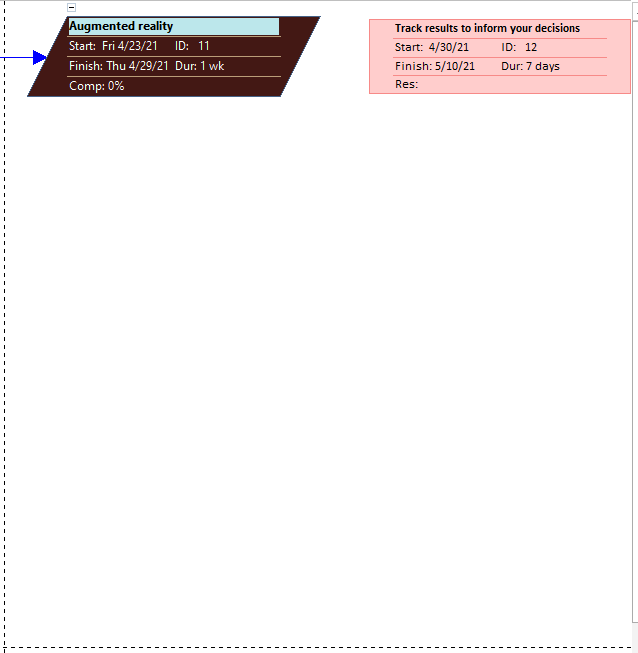 Augmented reality
Start: Fri 4/23/21 ID: 11
Finish: Thu 4/29/21 Dur: 1 wk
Comp: 0%
Track results to inform your decisions
Start: 4/30/21 ID: 12
Finish: 5/10/21 Dur: 7 days
Res: